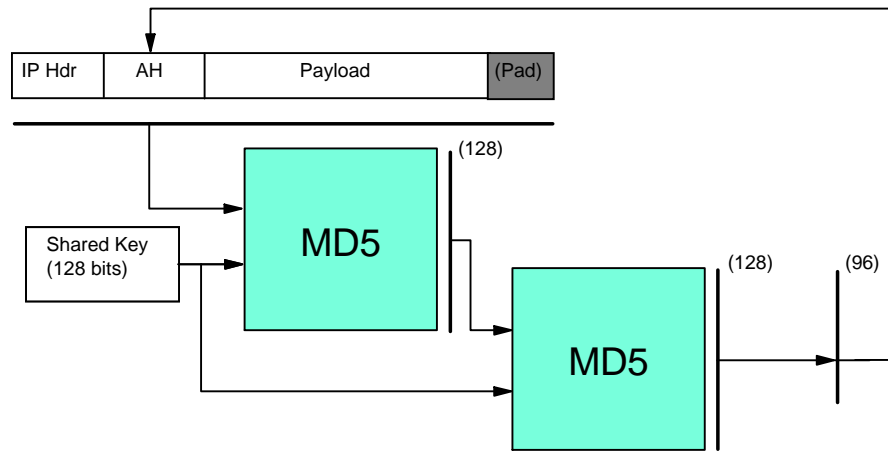 IP Hdr
AH
Payload
(Pad)
(128)
Shared Key
(128 bits)
MD5
(128)
(96)
MD5